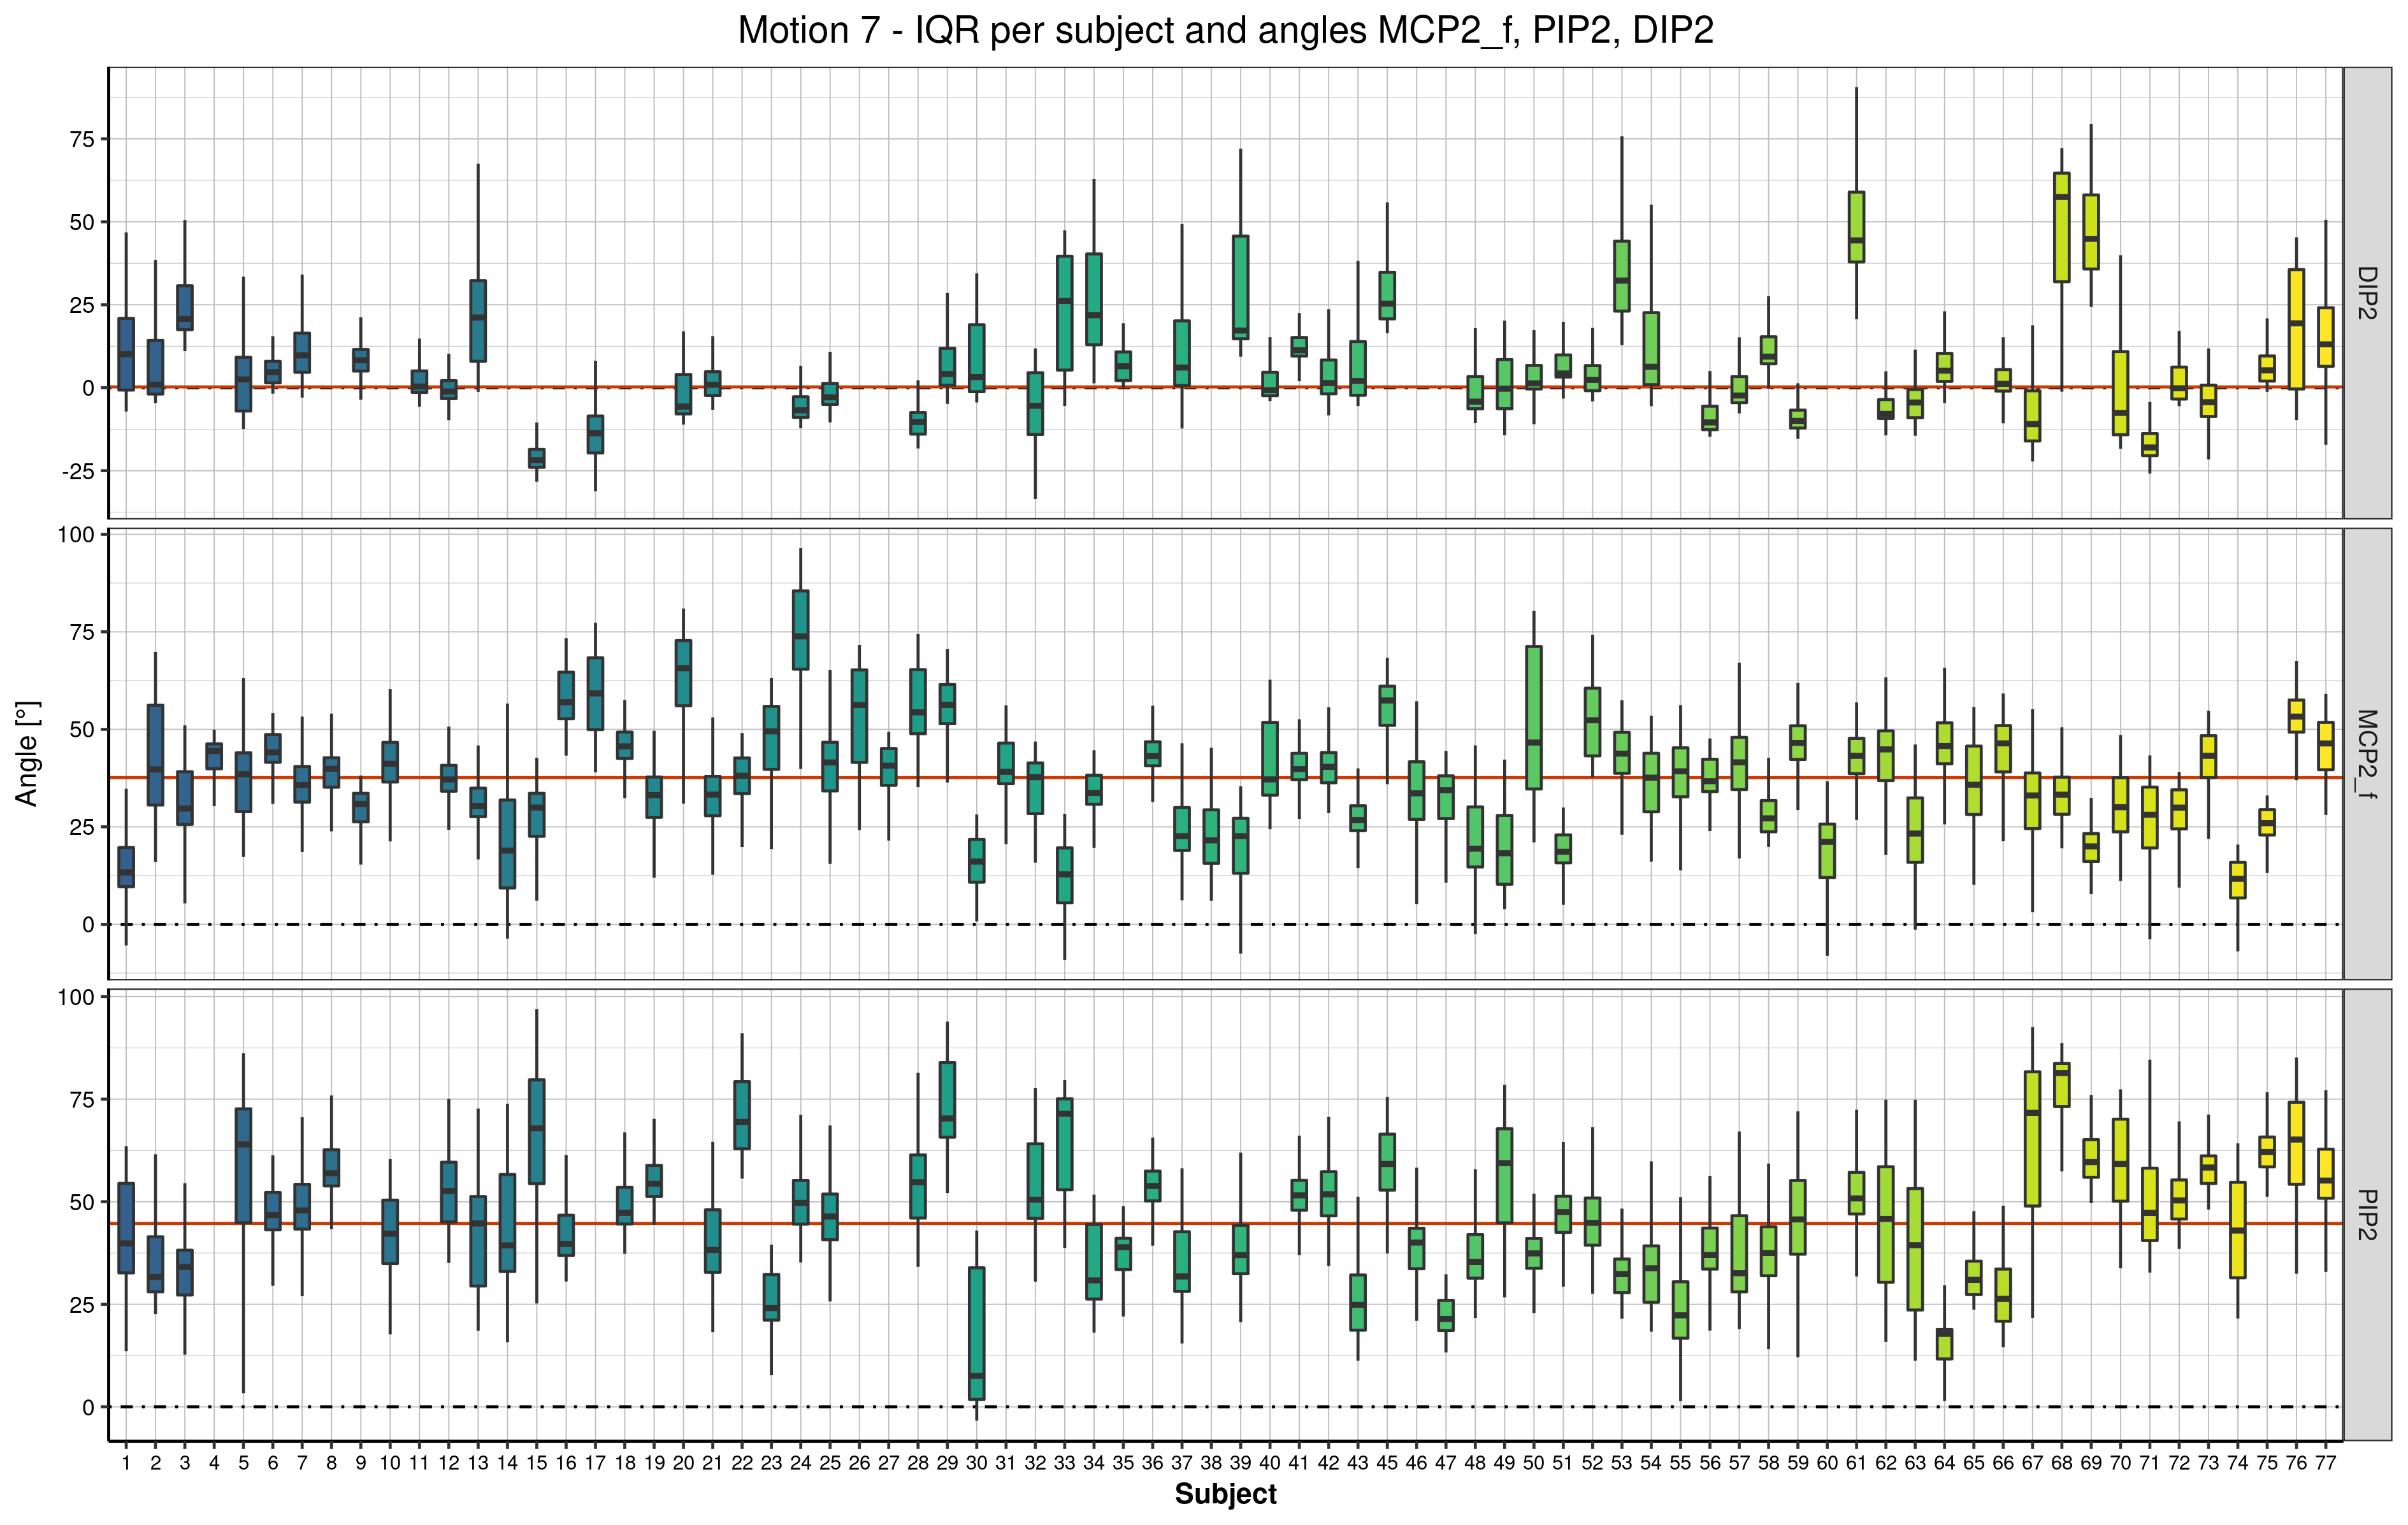 Motion 7 - IQR per subject and angles MCP2_f, PIP2, DIP2
75
50
25
0
-25
DIP2
100
75
50
25
0
MCP2_f
100
75
50
25
0
PIP2
Angle [°]
1 2 3 4 5 6 7 8 9 10 11 12 13 14 15 16 17 18 19 20 21 22 23 24 25 26 27 28 29 30 31 32 33 34 35 36 37 38 39 40 41 42 43 45 46 47 48 49 50 51 52 53 54 55 56 57 58 59 60 61 62 63 64 65 66 67 68 69 70 71 72 73 74 75 76 77
Subject